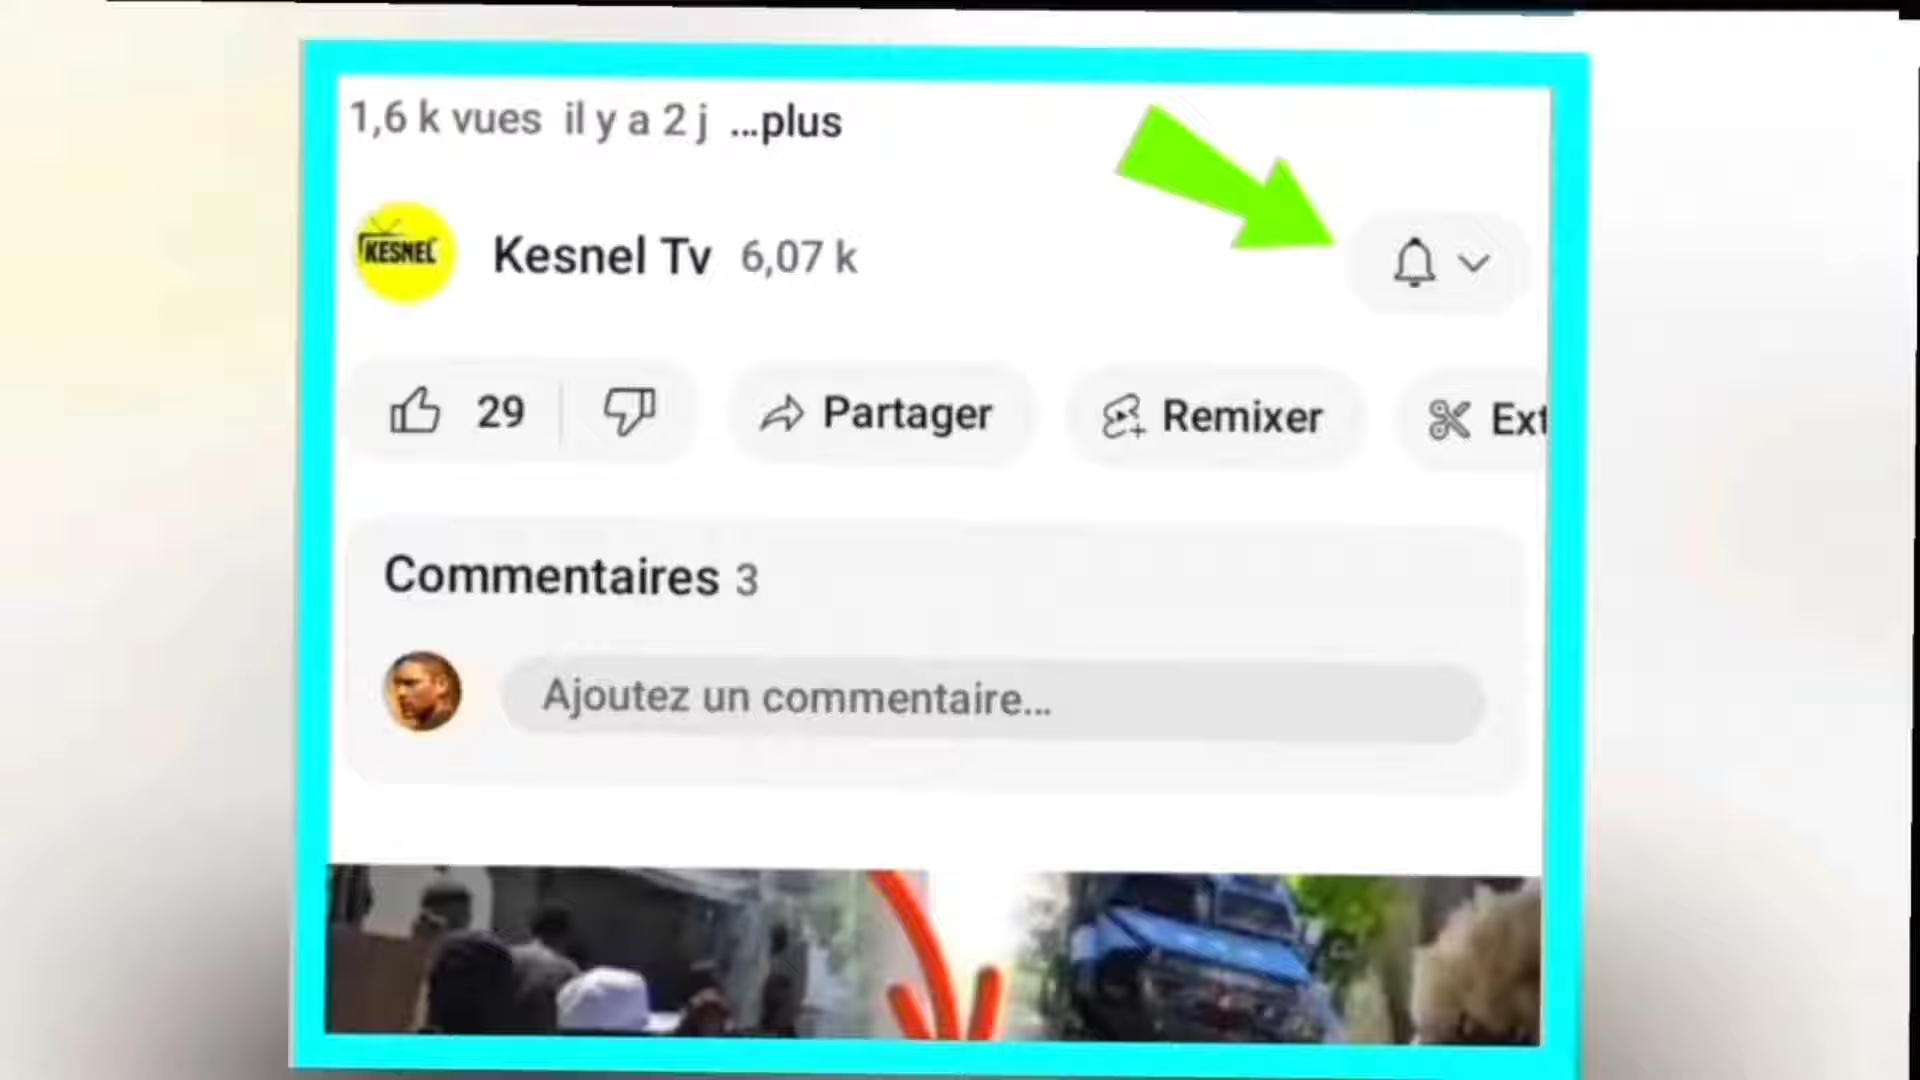 1,6 k vues il y a 2 j ...plus
KESNEL
Kesnel Tv 6,07 k
29 Partager Remixer Ext
Commentaires 3
Ajoutez un commentaire...